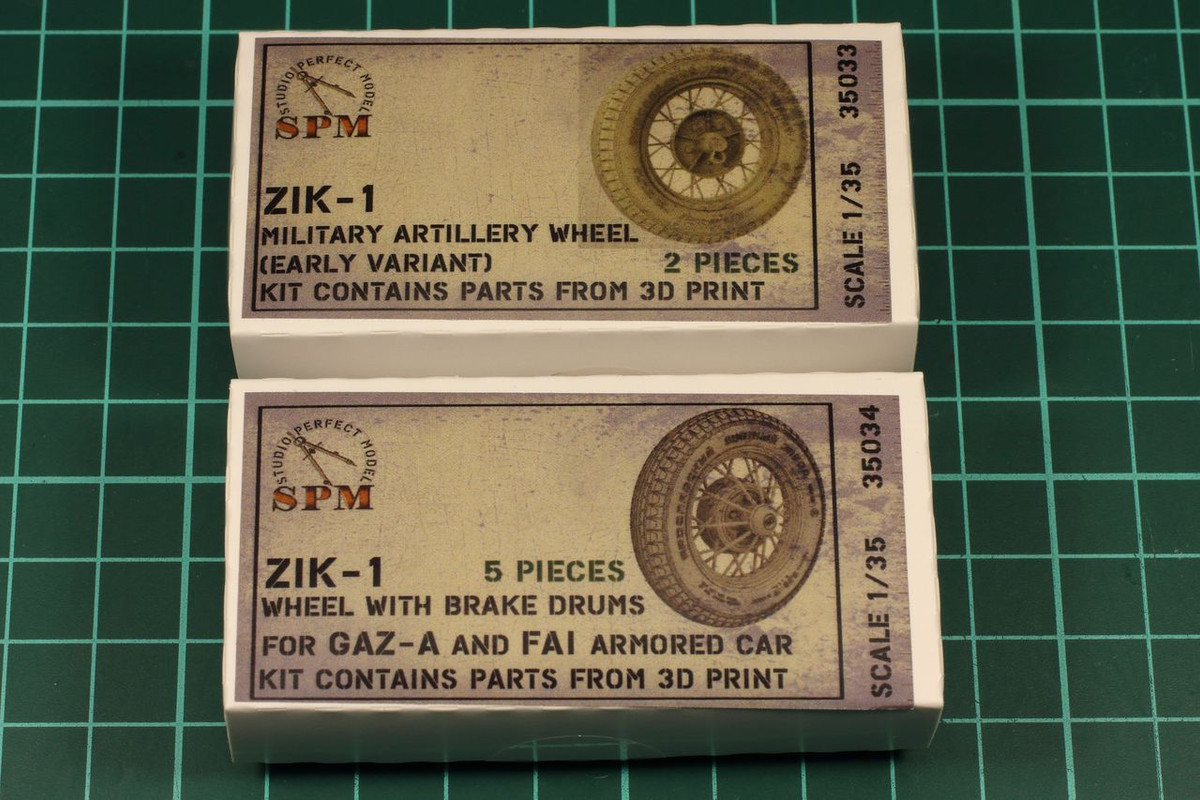 STUDIO PERFECT MODEL
SPM
ZIK-1
MILITARY ARTILLERY WHEEL
(EARLY VARIANT)
2 PIECES
KIT CONTAINS PARTS FROM 3D PRINT
SCALE 1/35 35033
STUDIO PERFECT MODEL
SPM
ZIK-1
5 PIECES
WHEEL WITH BRAKE DRUMS
FOR GAZ-A AND FAI ARMORED CAR
KIT CONTAINS PARTS FROM 3D PRINT
SCALE 1/35 35034